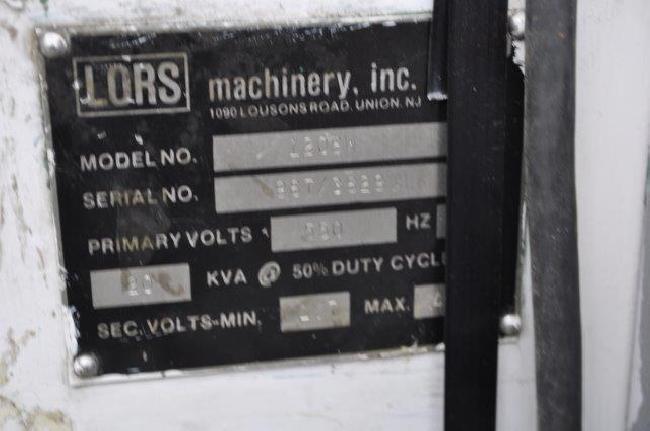 LORS machinery, inc.
1090 LOUSONS ROAD, UNION, NJ
MODEL NO.
SERIAL NO.
PRIMARY VOLTS HZ
KVA @ 50% DUTY
SEC. VOLTS-MIN. MAX.